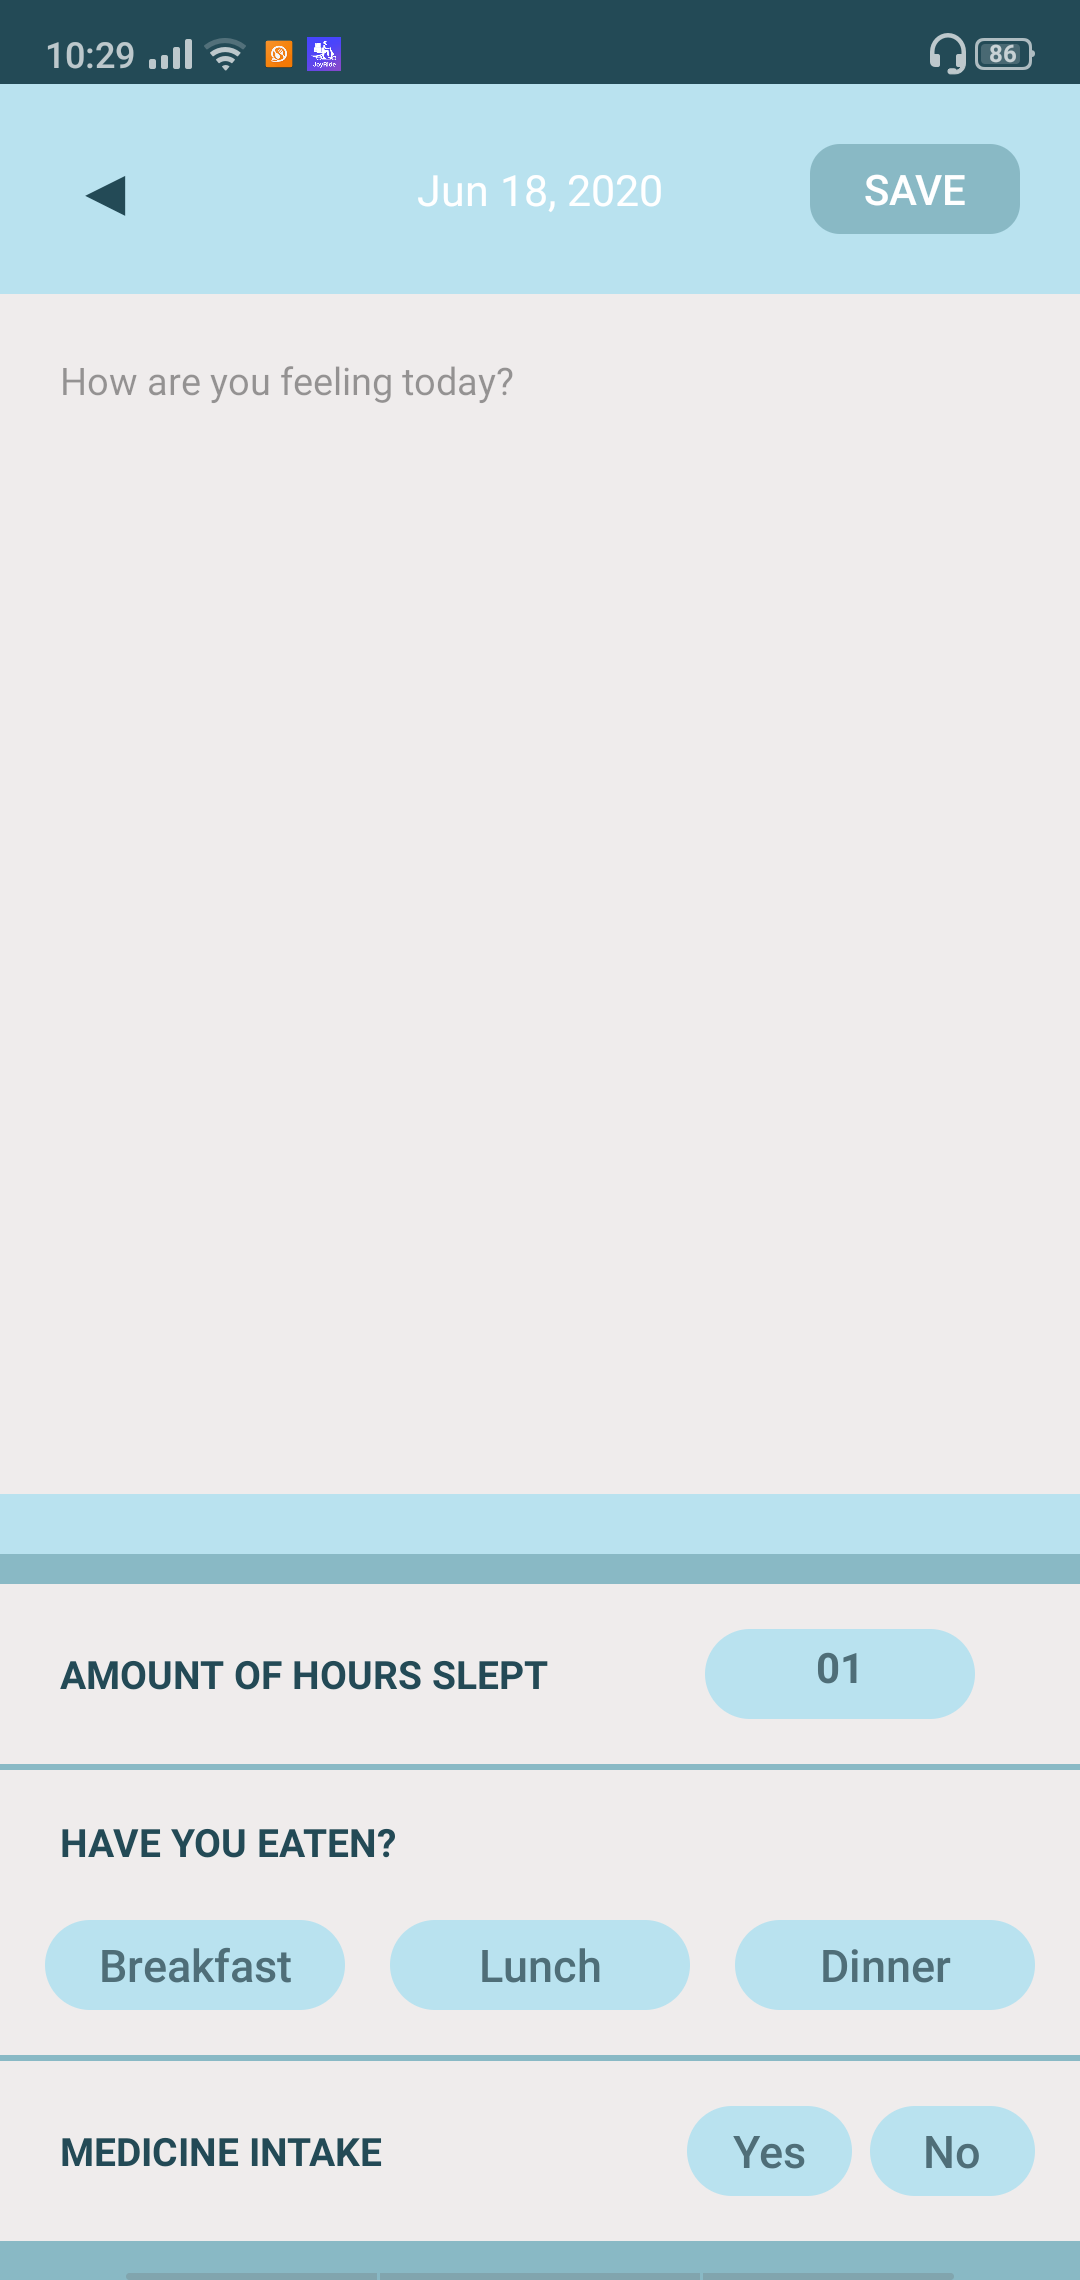 10:29
JoyRide
86
Jun 18, 2020
SAVE
How are you feeling today?
AMOUNT OF HOURS SLEPT
01
HAVE YOU EATEN?
Breakfast Lunch Dinner
MEDICINE INTAKE
Yes No